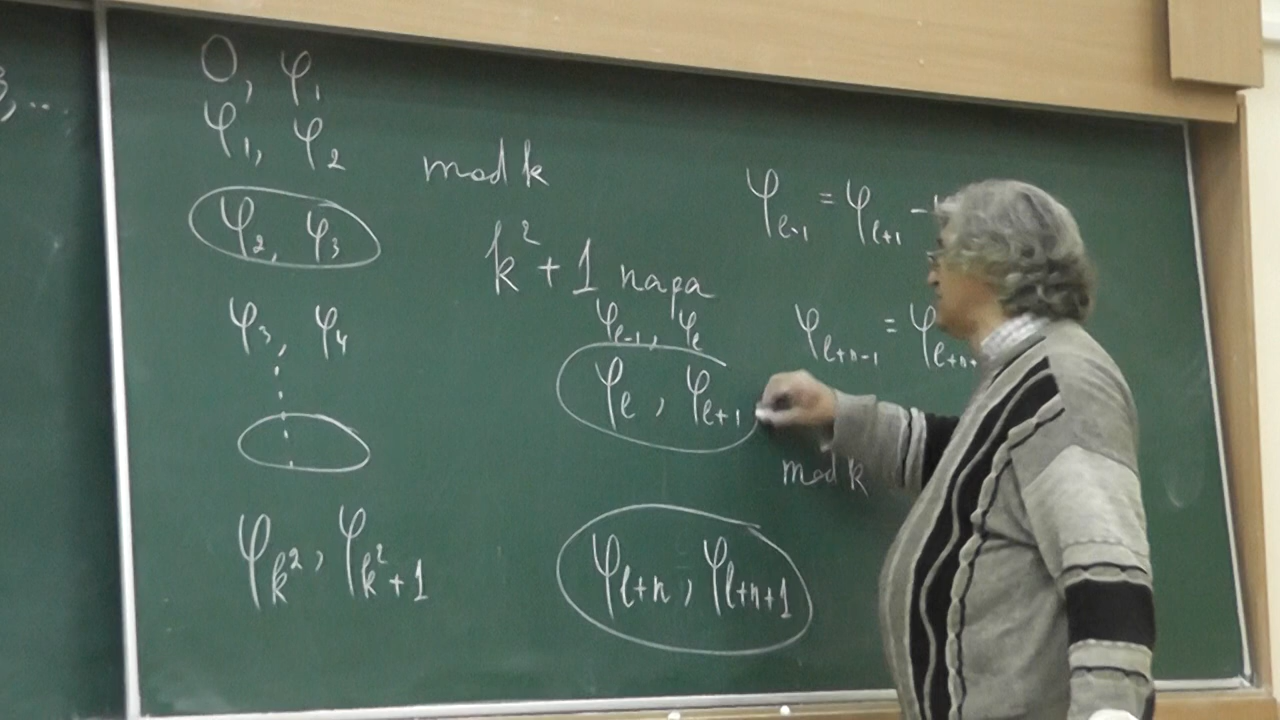 3, ...
0, φ₁
φ₁, φ₂
φ₂, φ₃
φ₃, φ₄
⋮
φ_{k²}, φ_{k²+1}
mod k
k² + 1 пара
φ_{ℓ-1}, φ_ℓ
φ_ℓ, φ_{ℓ+1}
mod k
φ_{ℓ+n}, φ_{ℓ+n+1}
φ_{ℓ-1} = φ_{ℓ+1} -
φ_{ℓ+n-1} = φ_{ℓ+n+